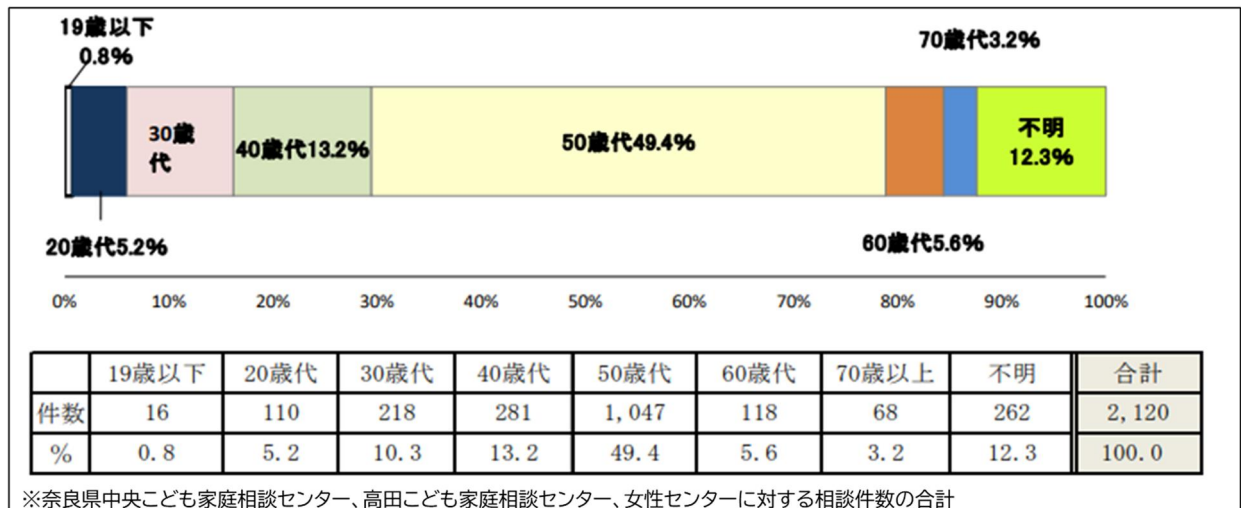 19歳以下
0.8%
70歳代3.2%
30歳
代
40歳代13.2%
50歳代49.4%
不明
12.3%
20歳代5.2%
60歳代5.6%
0% 10% 20% 30% 40% 50% 60% 70% 80% 90% 100%
19歳以下 20歳代 30歳代 40歳代 50歳代 60歳代 70歳以上 不明 合計
件数 16 110 218 281 1,047 118 68 262 2,120
% 0.8 5.2 10.3 13.2 49.4 5.6 3.2 12.3 100.0
※奈良県中央こども家庭相談センター、高田こども家庭相談センター、女性センターに対する相談件数の合計